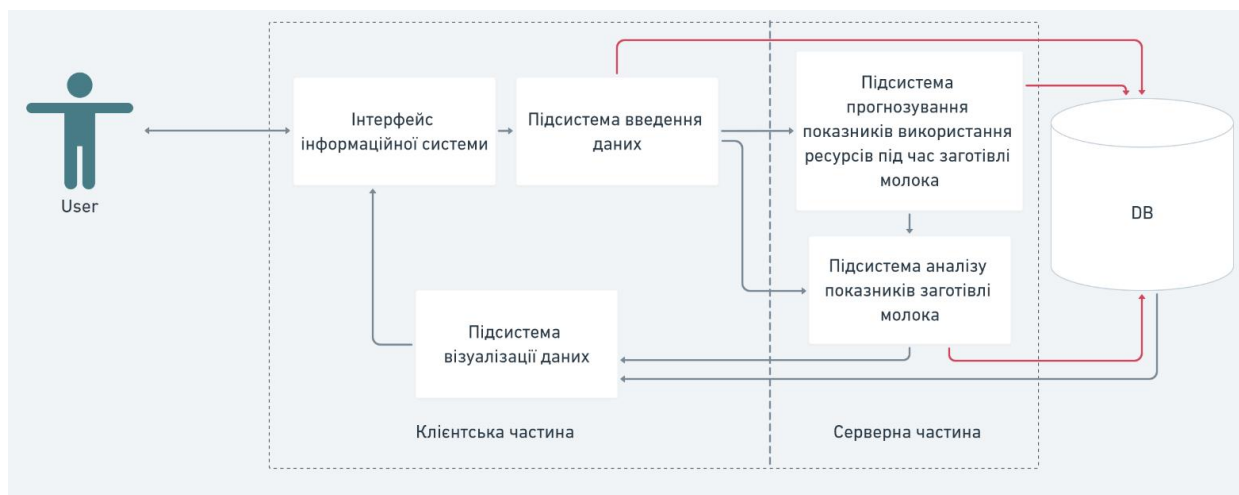 User
Інтерфейс
інформаційної системи
Підсистема введення
даних
Підсистема
прогнозування
показників використання
ресурсів під час заготівлі
молока
DB
Підсистема аналізу
показників заготівлі
молока
Підсистема
візуалізації даних
Клієнтська частина
Серверна частина